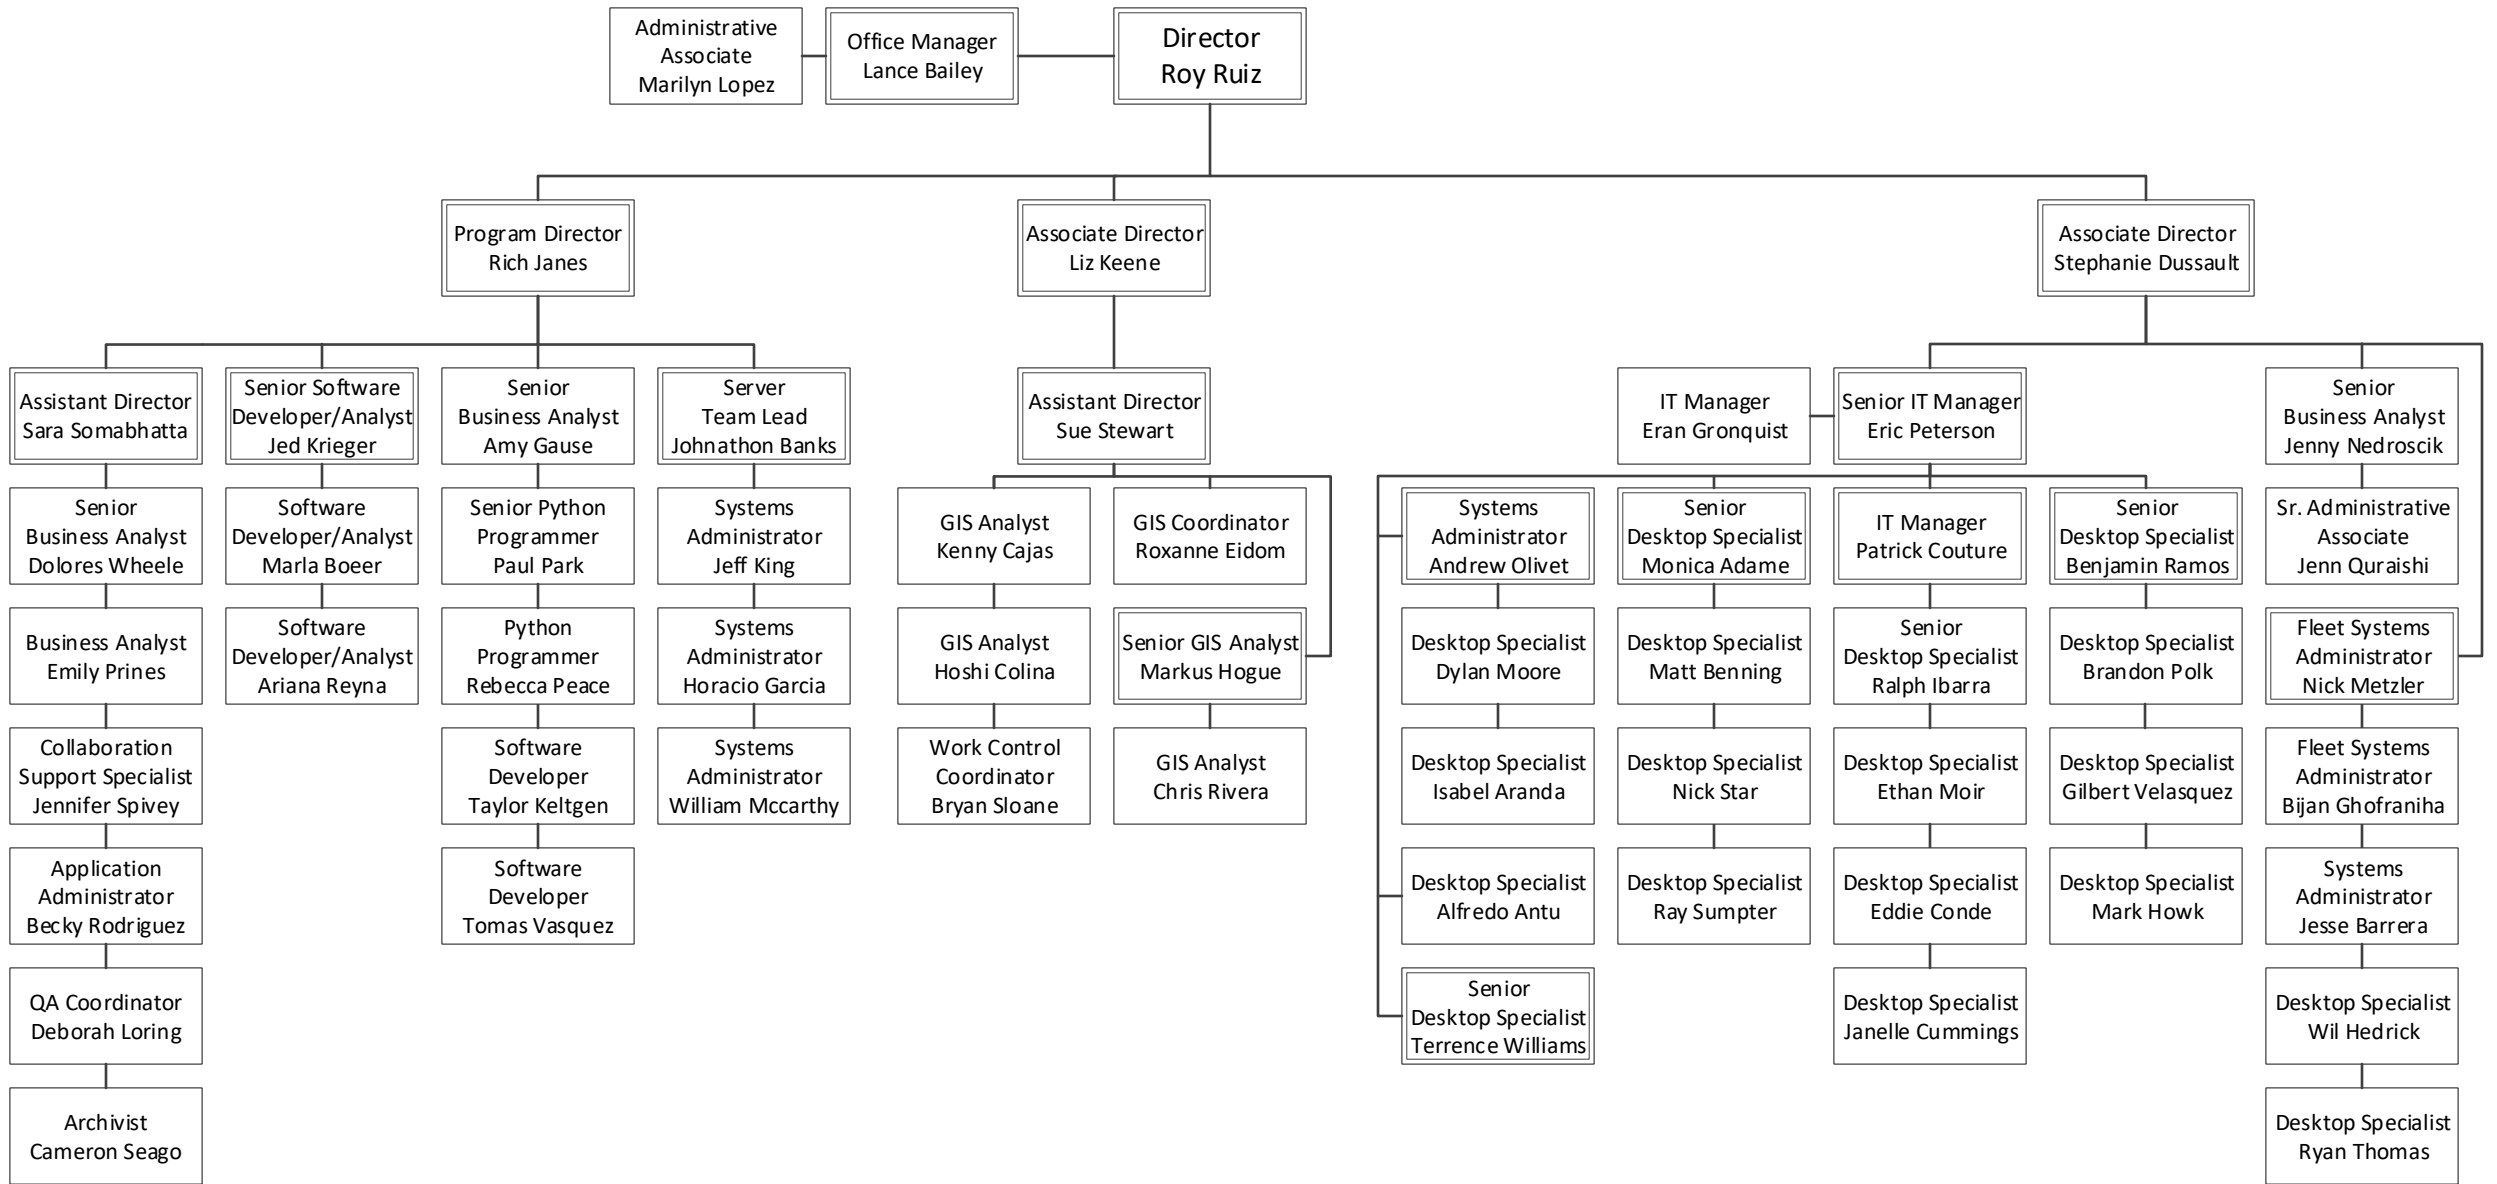 Administrative
Associate
Marilyn Lopez
Office Manager
Lance Bailey
Director
Roy Ruiz
Program Director
Rich Janes
Associate Director
Liz Keene
Associate Director
Stephanie Dussault
Assistant Director
Sara Somabhatta
Senior Software
Developer/Analyst
Jed Krieger
Senior
Business Analyst
Amy Gause
Server
Team Lead
Johnathon Banks
Assistant Director
Sue Stewart
IT Manager
Eran Gronquist
Senior IT Manager
Eric Peterson
Senior
Business Analyst
Jenny Nedroscik
Senior
Business Analyst
Dolores Wheele
Software
Developer/Analyst
Marla Boeer
Senior Python
Programmer
Paul Park
Systems
Administrator
Jeff King
GIS Analyst
Kenny Cajas
GIS Coordinator
Roxanne Eidom
Systems
Administrator
Andrew Olivet
Senior
Desktop Specialist
Monica Adame
IT Manager
Patrick Couture
Senior
Desktop Specialist
Benjamin Ramos
Sr. Administrative
Associate
Jenn Quraishi
Business Analyst
Emily Prines
Software
Developer/Analyst
Ariana Reyna
Python
Programmer
Rebecca Peace
Systems
Administrator
Horacio Garcia
GIS Analyst
Hoshi Colina
Senior GIS Analyst
Markus Hogue
Desktop Specialist
Dylan Moore
Desktop Specialist
Matt Benning
Senior
Desktop Specialist
Ralph Ibarra
Desktop Specialist
Brandon Polk
Fleet Systems
Administrator
Nick Metzler
Collaboration
Support Specialist
Jennifer Spivey
Software
Developer
Taylor Keltgen
Systems
Administrator
William Mccarthy
Work Control
Coordinator
Bryan Sloane
GIS Analyst
Chris Rivera
Desktop Specialist
Isabel Aranda
Desktop Specialist
Nick Star
Desktop Specialist
Ethan Moir
Desktop Specialist
Gilbert Velasquez
Fleet Systems
Administrator
Bijan Ghofraniha
Application
Administrator
Becky Rodriguez
Software
Developer
Tomas Vasquez
Desktop Specialist
Alfredo Antu
Desktop Specialist
Ray Sumpter
Desktop Specialist
Eddie Conde
Desktop Specialist
Mark Howk
Systems
Administrator
Jesse Barrera
QA Coordinator
Deborah Loring
Senior
Desktop Specialist
Terrence Williams
Desktop Specialist
Janelle Cummings
Desktop Specialist
Wil Hedrick
Archivist
Cameron Seago
Desktop Specialist
Ryan Thomas